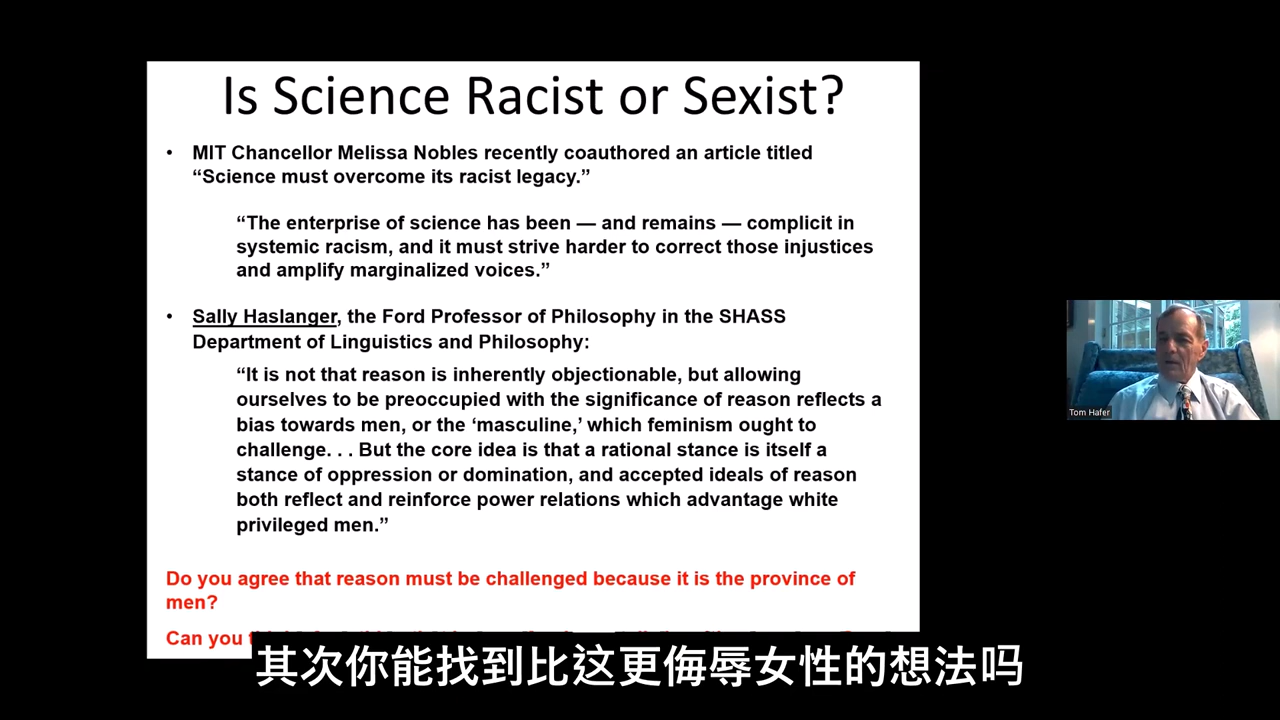 Is Science Racist or Sexist?
• MIT Chancellor Melissa Nobles recently coauthored an article titled
“Science must overcome its racist legacy.”
“The enterprise of science has been — and remains — complicit in
systemic racism, and it must strive harder to correct those injustices
and amplify marginalized voices.”
• Sally Haslanger, the Ford Professor of Philosophy in the SHASS
Department of Linguistics and Philosophy:
“It is not that reason is inherently objectionable, but allowing
ourselves to be preoccupied with the significance of reason reflects a
bias towards men, or the ‘masculine,’ which feminism ought to
challenge. . . But the core idea is that a rational stance is itself a
stance of oppression or domination, and accepted ideals of reason
both reflect and reinforce power relations which advantage white
privileged men.”
Do you agree that reason must be challenged because it is the province of
men?
Can you
其次你能找到比这更侮辱女性的想法吗
Tom Hafer